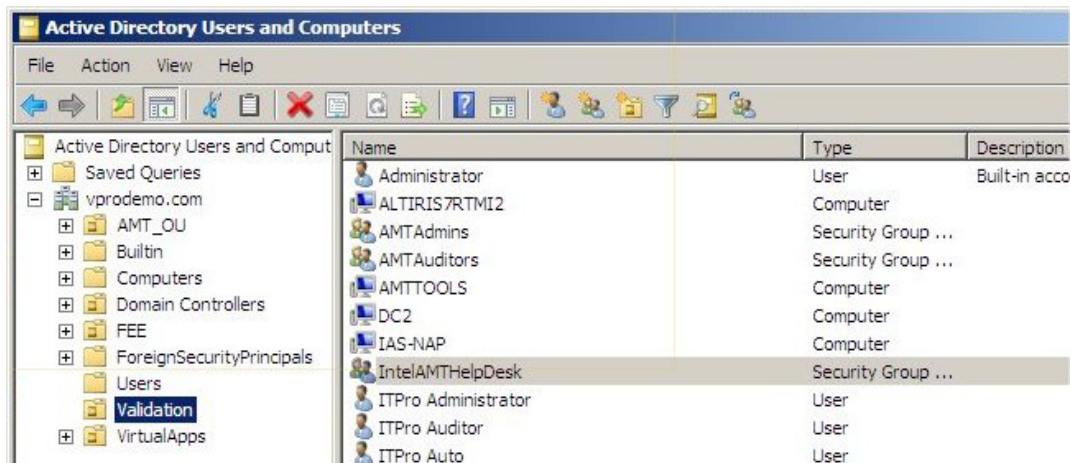 Active Directory Users and Computers
File Action View Help
Active Directory Users and Comput
Saved Queries
vprodemo.com
AMT_OU
Builtin
Computers
Domain Controllers
FEE
ForeignSecurityPrincipals
Users
Validation
VirtualApps
Name Type Description
Administrator User Built-in acco
ALTIRIS7RTMI2 Computer
AMTAdmins Security Group ...
AMTAuditors Security Group ...
AMTTOOLS Computer
DC2 Computer
IAS-NAP Computer
IntelAMTHelpDesk Security Group ...
ITPro Administrator User
ITPro Auditor User
ITPro Auto User